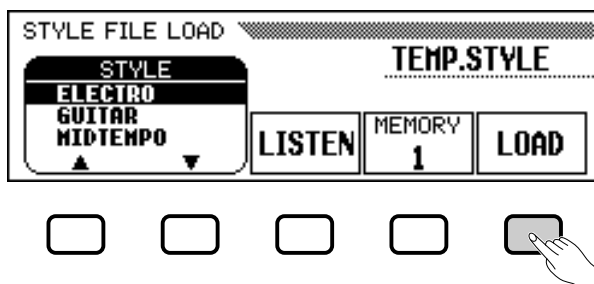 STYLE FILE LOAD
TEMP.STYLE
STYLE
ELECTRO
GUITAR
MIDTEMPO
▲ ▼
LISTEN
MEMORY
1
LOAD